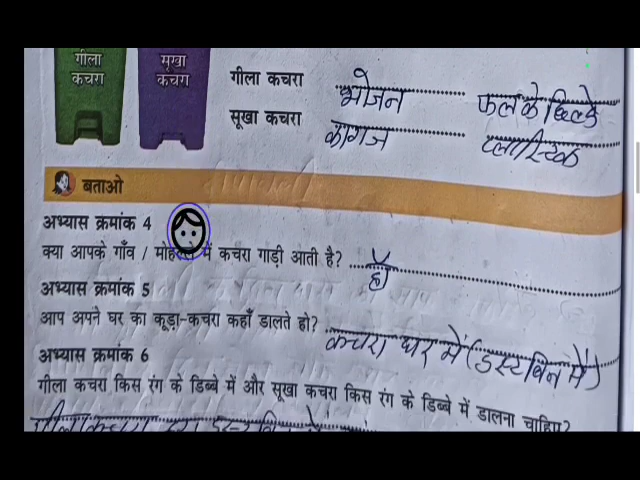 गीला
कचरा
सूखा
कचरा
गीला कचरा भोजन फल के छिलके
सूखा कचरा कागज प्लास्टिक
बताओ
अभ्यास क्रमांक 4
क्या आपके गाँव / मोहल्ले में कचरा गाड़ी आती है? हाँ
अभ्यास क्रमांक 5
आप अपने घर का कूड़ा-कचरा कहाँ डालते हो? कचरा घर में (डस्टबिन में)
अभ्यास क्रमांक 6
गीला कचरा किस रंग के डिब्बे में और सूखा कचरा किस रंग के डिब्बे में डालना चाहिए?
गीला कचरा